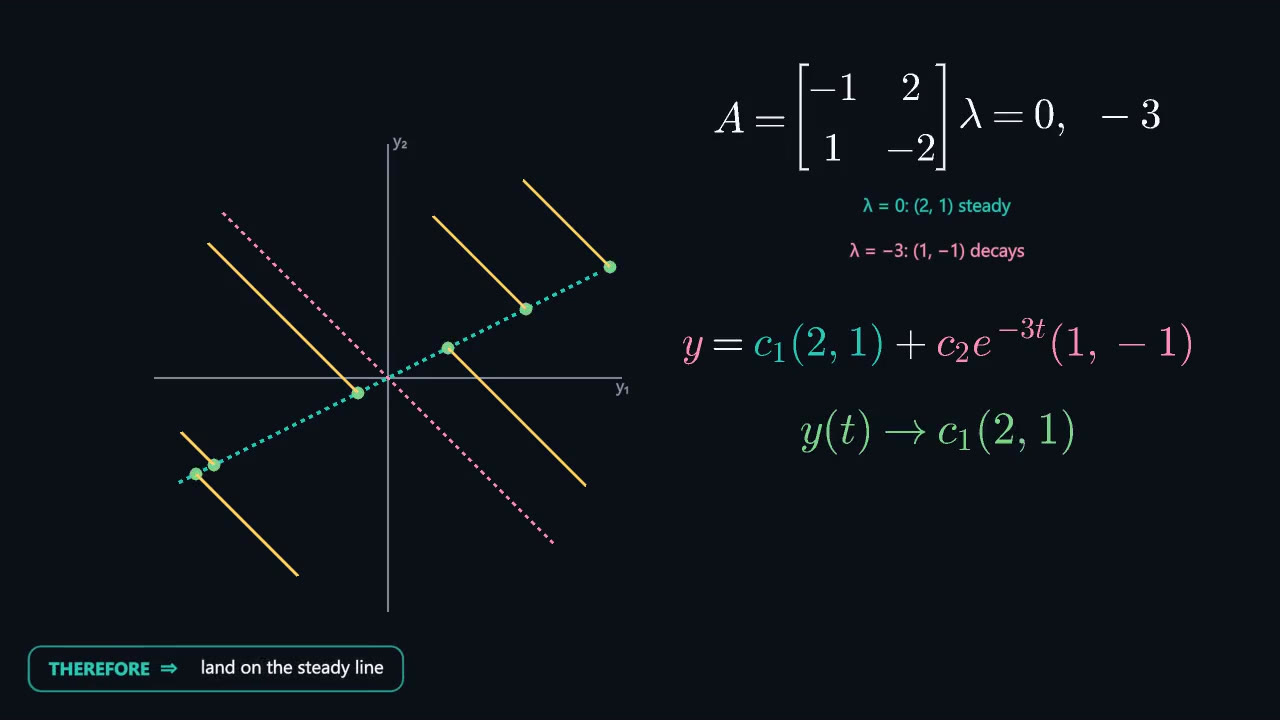 A = [ −1 2 ; 1 −2 ] λ = 0, −3
λ = 0: (2, 1) steady
λ = −3: (1, −1) decays
y = c₁(2, 1) + c₂e⁻³ᵗ(1, −1)
y(t) → c₁(2, 1)
y₂
y₁
THEREFORE ⇒ land on the steady line